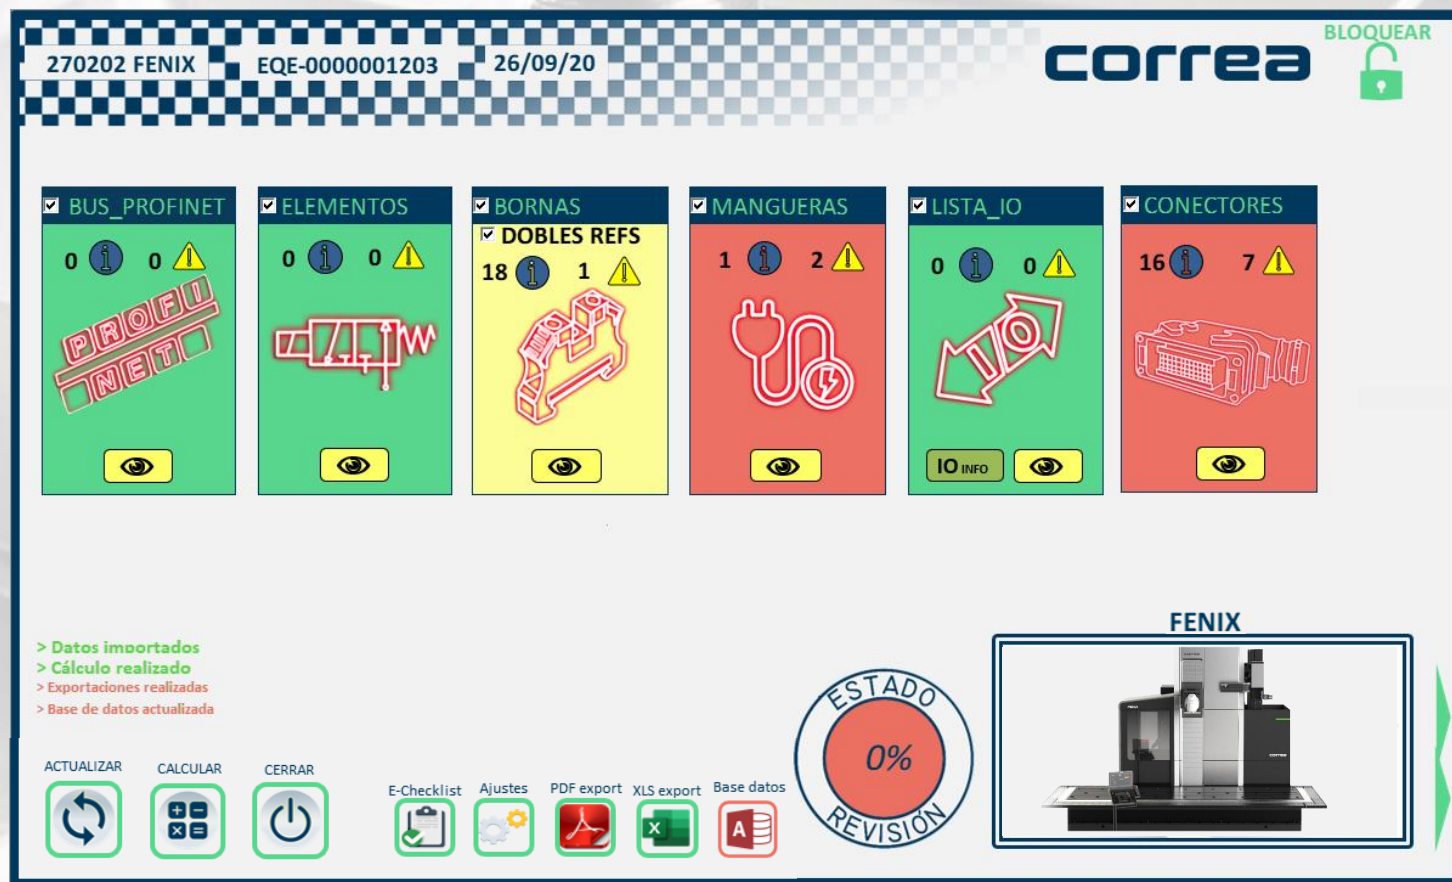 BLOQUEAR
270202 FENIX
EQE-0000001203
26/09/20
correa
BUS_PROFINET
0 0
PROFI
NET
ELEMENTOS
0 0
BORNAS
DOBLES REFS
18 1
MANGUERAS
1 2
LISTA_IO
0 0
I/O
IO INFO
CONECTORES
16 7
FENIX
> Datos importados
> Cálculo realizado
> Exportaciones realizadas
> Base de datos actualizada
ESTADO
0%
REVISIÓN
ACTUALIZAR
CALCULAR
CERRAR
E-Checklist
Ajustes
PDF export
XLS export
Base datos
X
A